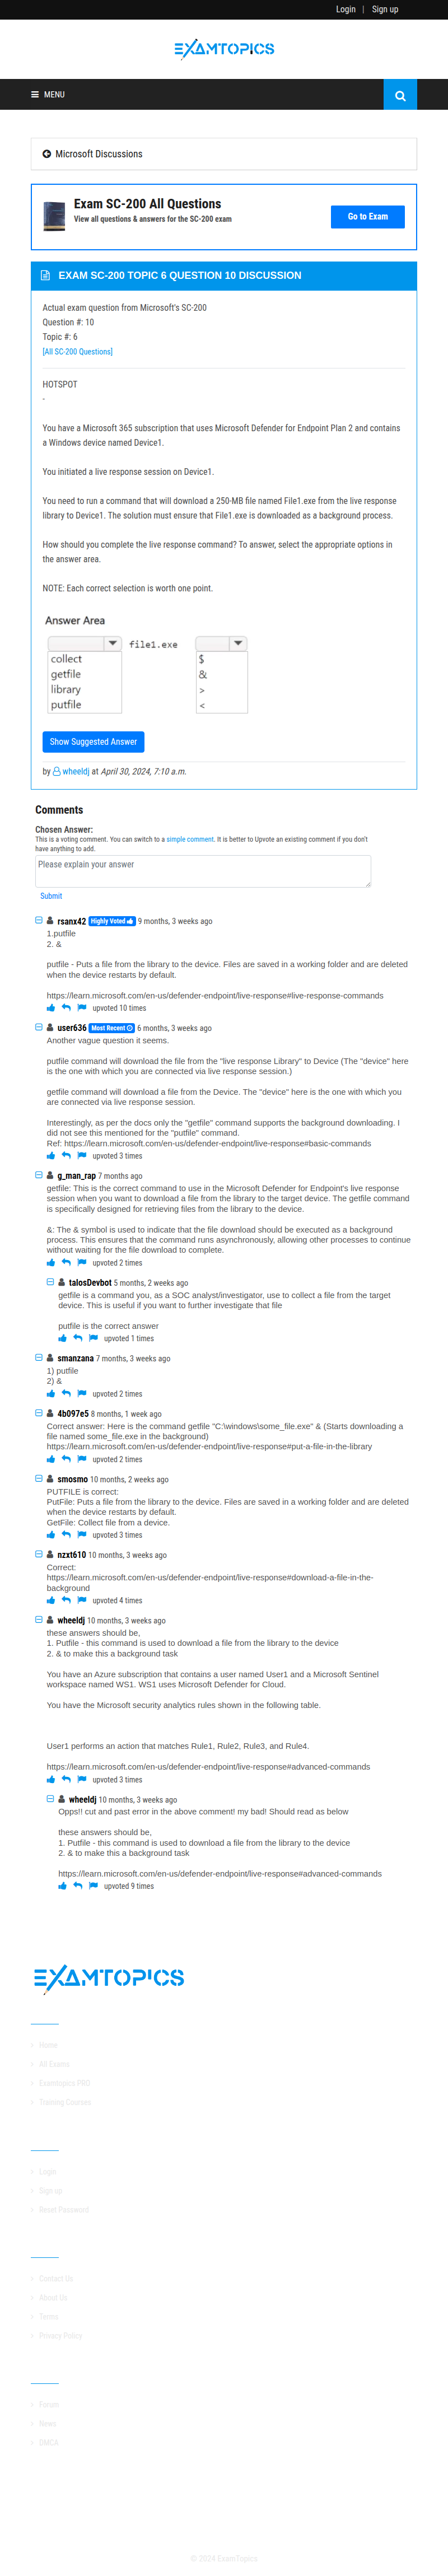 Login | Sign up
EXAMTOPICS
MENU
Microsoft Discussions
Exam SC-200 All Questions
View all questions & answers for the SC-200 exam
Go to Exam
EXAM SC-200 TOPIC 6 QUESTION 10 DISCUSSION
Actual exam question from Microsoft's SC-200
Question #: 10
Topic #: 6
[All SC-200 Questions]
HOTSPOT
-
You have a Microsoft 365 subscription that uses Microsoft Defender for Endpoint Plan 2 and contains
a Windows device named Device1.
You initiated a live response session on Device1.
You need to run a command that will download a 250-MB file named File1.exe from the live response
library to Device1. The solution must ensure that File1.exe is downloaded as a background process.
How should you complete the live response command? To answer, select the appropriate options in
the answer area.
NOTE: Each correct selection is worth one point.
Answer Area
file1.exe
collect
getfile
library
putfile
$
&
>
<
Show Suggested Answer
by wheeldj at April 30, 2024, 7:10 a.m.
Comments
Chosen Answer:
This is a voting comment. You can switch to a simple comment. It is better to Upvote an existing comment if you don't
have anything to add.
Please explain your answer
Submit
rsanx42 Highly Voted 9 months, 3 weeks ago
1.putfile
2. &
putfile - Puts a file from the library to the device. Files are saved in a working folder and are deleted
when the device restarts by default.
https://learn.microsoft.com/en-us/defender-endpoint/live-response#live-response-commands
upvoted 10 times
user636 Most Recent 6 months, 3 weeks ago
Another vague question it seems.
putfile command will download the file from the "live response Library" to Device (The "device" here
is the one with which you are connected via live response session.)
getfile command will download a file from the Device. The "device" here is the one with which you
are connected via live response session.
Interestingly, as per the docs only the "getfile" command supports the background downloading. I
did not see this mentioned for the "putfile" command.
Ref: https://learn.microsoft.com/en-us/defender-endpoint/live-response#basic-commands
upvoted 3 times
g_man_rap 7 months ago
getfile: This is the correct command to use in the Microsoft Defender for Endpoint's live response
session when you want to download a file from the library to the target device. The getfile command
is specifically designed for retrieving files from the library to the device.
&: The & symbol is used to indicate that the file download should be executed as a background
process. This ensures that the command runs asynchronously, allowing other processes to continue
without waiting for the file download to complete.
upvoted 2 times
talosDevbot 5 months, 2 weeks ago
getfile is a command you, as a SOC analyst/investigator, use to collect a file from the target
device. This is useful if you want to further investigate that file
putfile is the correct answer
upvoted 1 times
smanzana 7 months, 3 weeks ago
1) putfile
2) &
upvoted 2 times
4b097e5 8 months, 1 week ago
Correct answer: Here is the command getfile "C:\windows\some_file.exe" & (Starts downloading a
file named some_file.exe in the background)
https://learn.microsoft.com/en-us/defender-endpoint/live-response#put-a-file-in-the-library
upvoted 2 times
smosmo 10 months, 2 weeks ago
PUTFILE is correct:
PutFile: Puts a file from the library to the device. Files are saved in a working folder and are deleted
when the device restarts by default.
GetFile: Collect file from a device.
upvoted 3 times
nzxt610 10 months, 3 weeks ago
Correct:
https://learn.microsoft.com/en-us/defender-endpoint/live-response#download-a-file-in-the-
background
upvoted 4 times
wheeldj 10 months, 3 weeks ago
these answers should be,
1. Putfile - this command is used to download a file from the library to the device
2. & to make this a background task
You have an Azure subscription that contains a user named User1 and a Microsoft Sentinel
workspace named WS1. WS1 uses Microsoft Defender for Cloud.
You have the Microsoft security analytics rules shown in the following table.
User1 performs an action that matches Rule1, Rule2, Rule3, and Rule4.
https://learn.microsoft.com/en-us/defender-endpoint/live-response#advanced-commands
upvoted 3 times
wheeldj 10 months, 3 weeks ago
Opps!! cut and past error in the above comment! my bad! Should read as below
these answers should be,
1. Putfile - this command is used to download a file from the library to the device
2. & to make this a background task
https://learn.microsoft.com/en-us/defender-endpoint/live-response#advanced-commands
upvoted 9 times
EXAMTOPICS
Home
All Exams
Examtopics PRO
Training Courses
Login
Sign up
Reset Password
Contact Us
About Us
Terms
Privacy Policy
Forum
News
DMCA
© 2024 ExamTopics